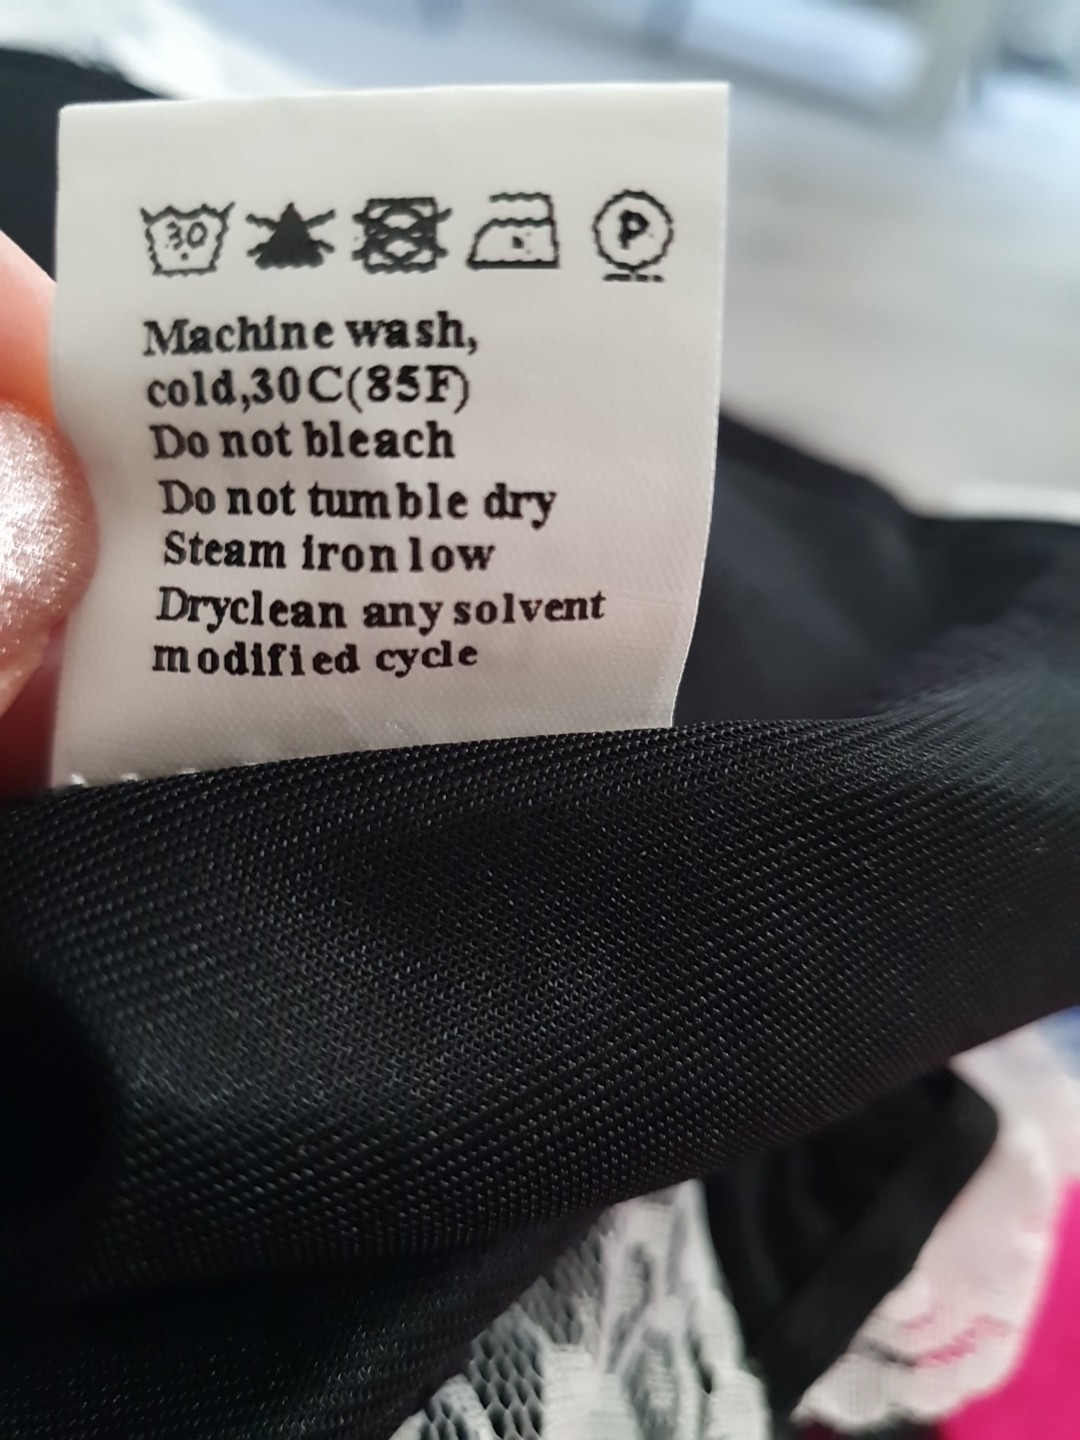 30 P
Machine wash,
cold,30C(85F)
Do not bleach
Do not tumble dry
Steam iron low
Dryclean any solvent
modified cycle